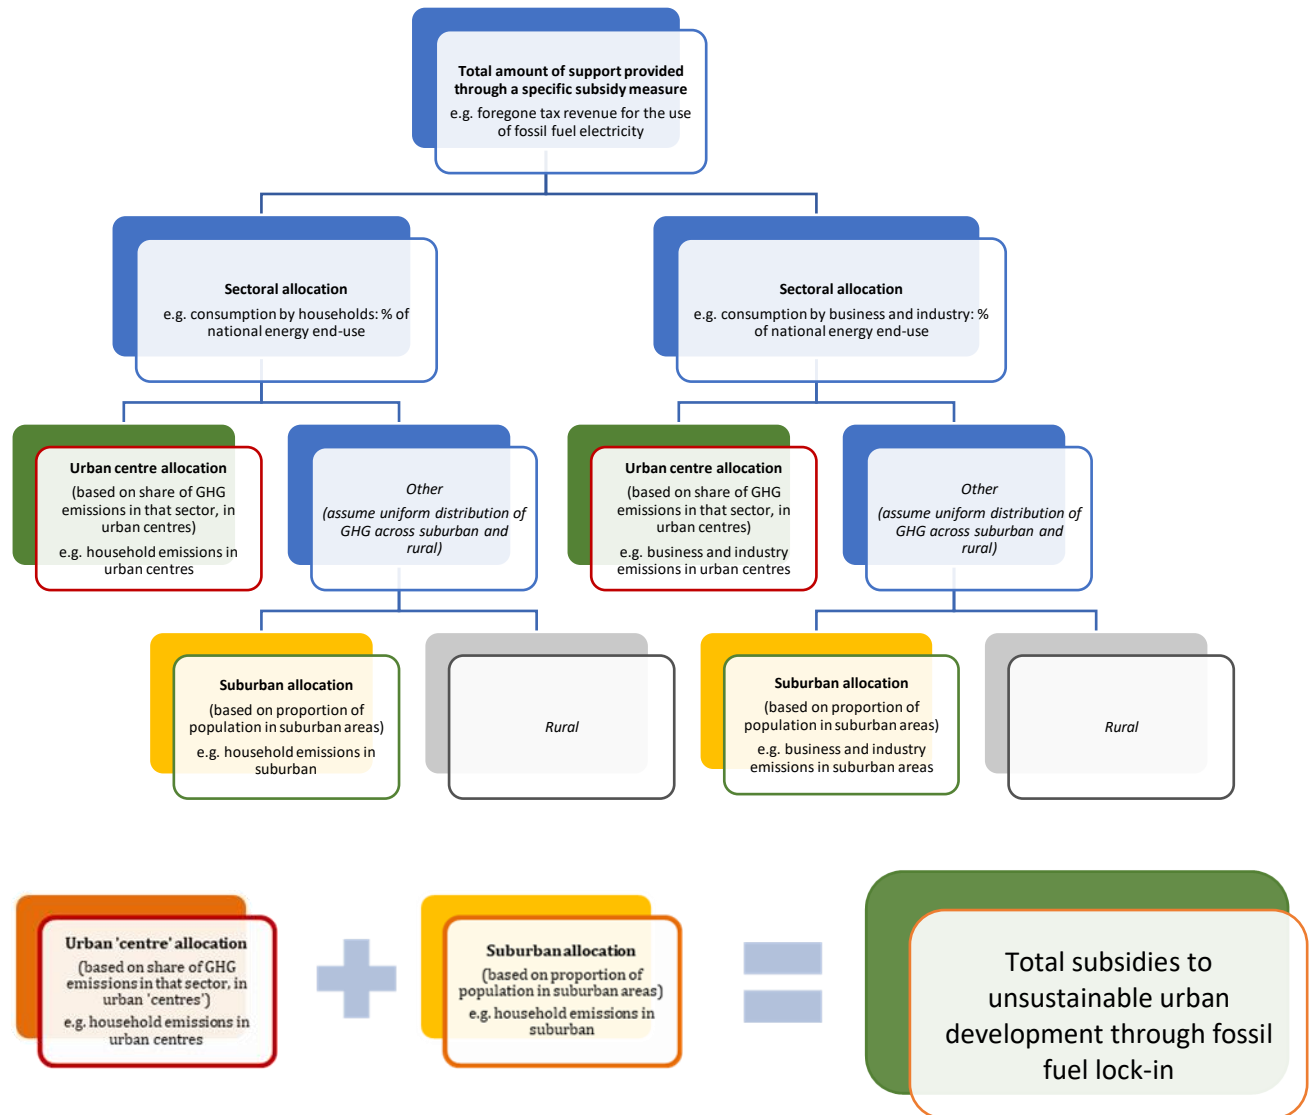 Total amount of support provided
through a specific subsidy measure
e.g. foregone tax revenue for the use
of fossil fuel electricity
Sectoral allocation
e.g. consumption by households: % of
national energy end-use
Sectoral allocation
e.g. consumption by business and industry: %
of national energy end-use
Urban centre allocation
(based on share of GHG
emissions in that sector, in
urban centres)
e.g. household emissions in
urban centres
Other
(assume uniform distribution of
GHG across suburban and
rural)
Urban centre allocation
(based on share of GHG
emissions in that sector, in
urban centres)
e.g. business and industry
emissions in urban centres
Other
(assume uniform distribution of
GHG across suburban and
rural)
Suburban allocation
(based on proportion of
population in suburban areas)
e.g. household emissions in
suburban
Rural
Suburban allocation
(based on proportion of
population in suburban areas)
e.g. business and industry
emissions in suburban areas
Rural
Urban 'centre' allocation
(based on share of GHG
emissions in that sector, in
urban 'centres')
e.g. household emissions in
urban centres
Suburban allocation
(based on proportion of
population in suburban areas)
e.g. household emissions in
suburban
Total subsidies to
unsustainable urban
development through fossil
fuel lock-in